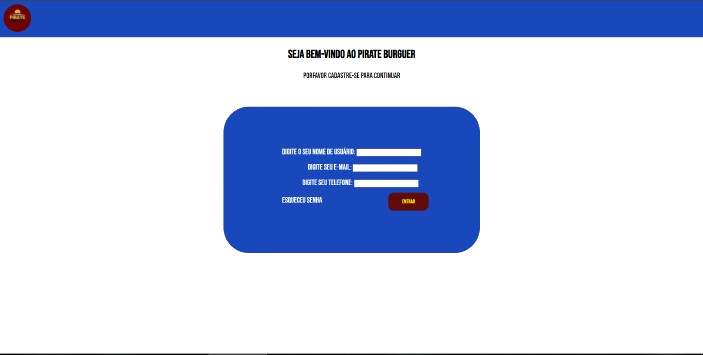 PIRATE
SEJA BEM-VINDO AO PIRATE BURGUER
PORFAVOR CADASTRE-SE PARA CONTINUAR
DIGITE O SEU NOME DE USUÁRIO:
DIGITE SEU E-MAIL:
DIGITE SEU TELEFONE:
ESQUECEU SENHA
ENTRAR